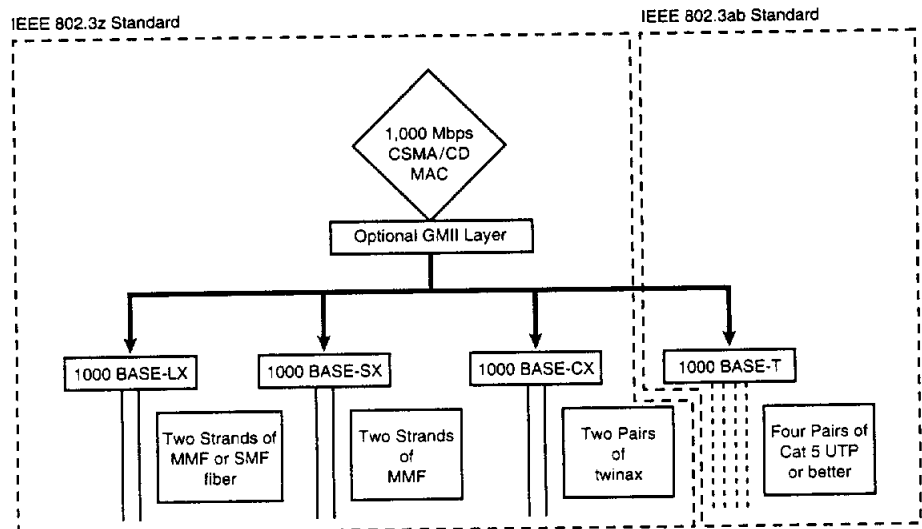 IEEE 802.3z Standard
IEEE 802.3ab Standard
1,000 Mbps
CSMA/CD
MAC
Optional GMII Layer
1000 BASE-LX
1000 BASE-SX
1000 BASE-CX
1000 BASE-T
Two Strands of
MMF or SMF
fiber
Two Strands
of
MMF
Two Pairs
of
twinax
Four Pairs of
Cat 5 UTP
or better